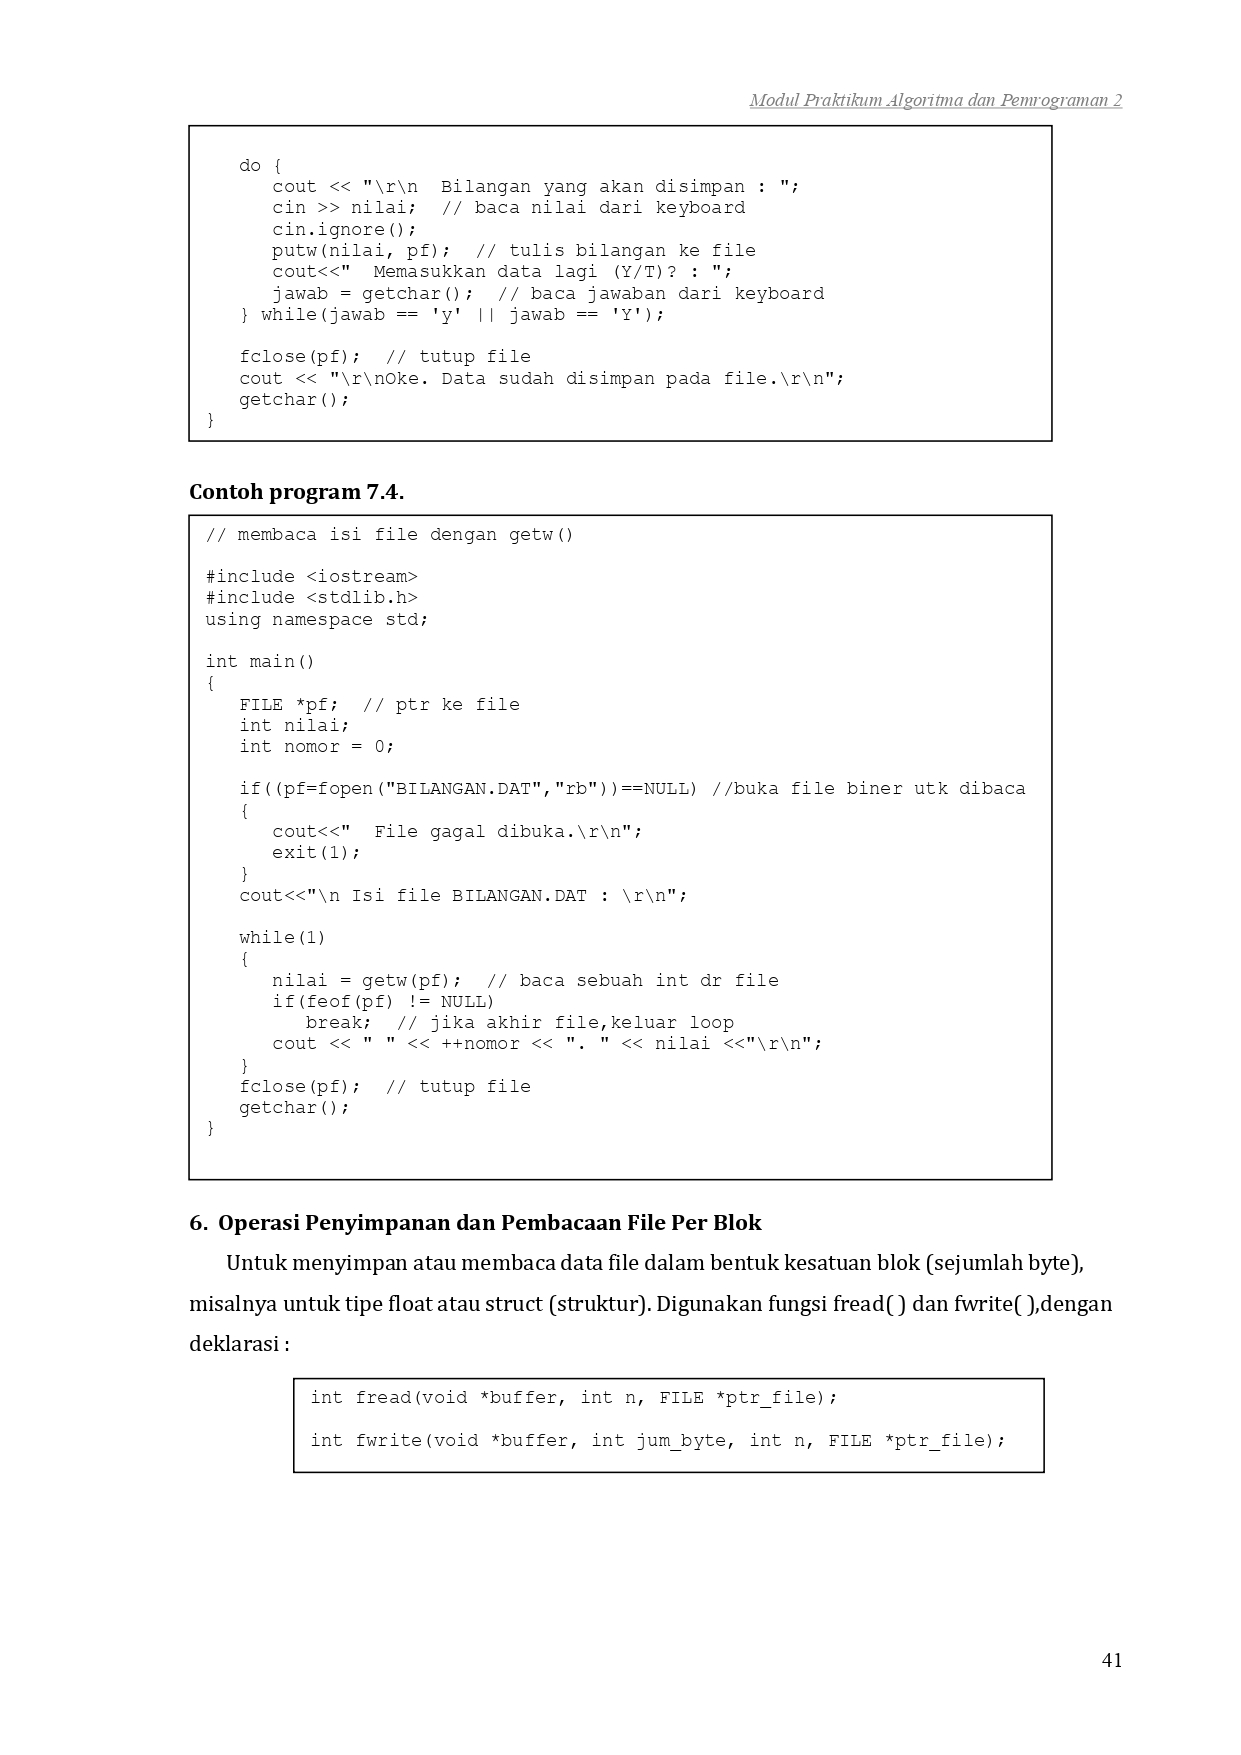 Modul Praktikum Algoritma dan Pemrograman 2
do {
cout << "\r\n  Bilangan yang akan disimpan : ";
cin >> nilai;  // baca nilai dari keyboard
cin.ignore();
putw(nilai, pf);  // tulis bilangan ke file
cout<<"  Memasukkan data lagi (Y/T)? : ";
jawab = getchar();  // baca jawaban dari keyboard
} while(jawab == 'y' || jawab == 'Y');
fclose(pf);  // tutup file
cout << "\r\nOke. Data sudah disimpan pada file.\r\n";
getchar();
}
Contoh program 7.4.
// membaca isi file dengan getw()
#include <iostream>
#include <stdlib.h>
using namespace std;
int main()
{
FILE *pf;  // ptr ke file
int nilai;
int nomor = 0;
if((pf=fopen("BILANGAN.DAT","rb"))==NULL) //buka file biner utk dibaca
{
cout<<"  File gagal dibuka.\r\n";
exit(1);
}
cout<<"\n Isi file BILANGAN.DAT : \r\n";
while(1)
{
nilai = getw(pf);  // baca sebuah int dr file
if(feof(pf) != NULL)
break;  // jika akhir file,keluar loop
cout << " " << ++nomor << ". " << nilai <<"\r\n";
}
fclose(pf);  // tutup file
getchar();
}
6. Operasi Penyimpanan dan Pembacaan File Per Blok
Untuk menyimpan atau membaca data file dalam bentuk kesatuan blok (sejumlah byte),
misalnya untuk tipe float atau struct (struktur). Digunakan fungsi fread( ) dan fwrite( ),dengan
deklarasi :
int fread(void *buffer, int n, FILE *ptr_file);
int fwrite(void *buffer, int jum_byte, int n, FILE *ptr_file);
41